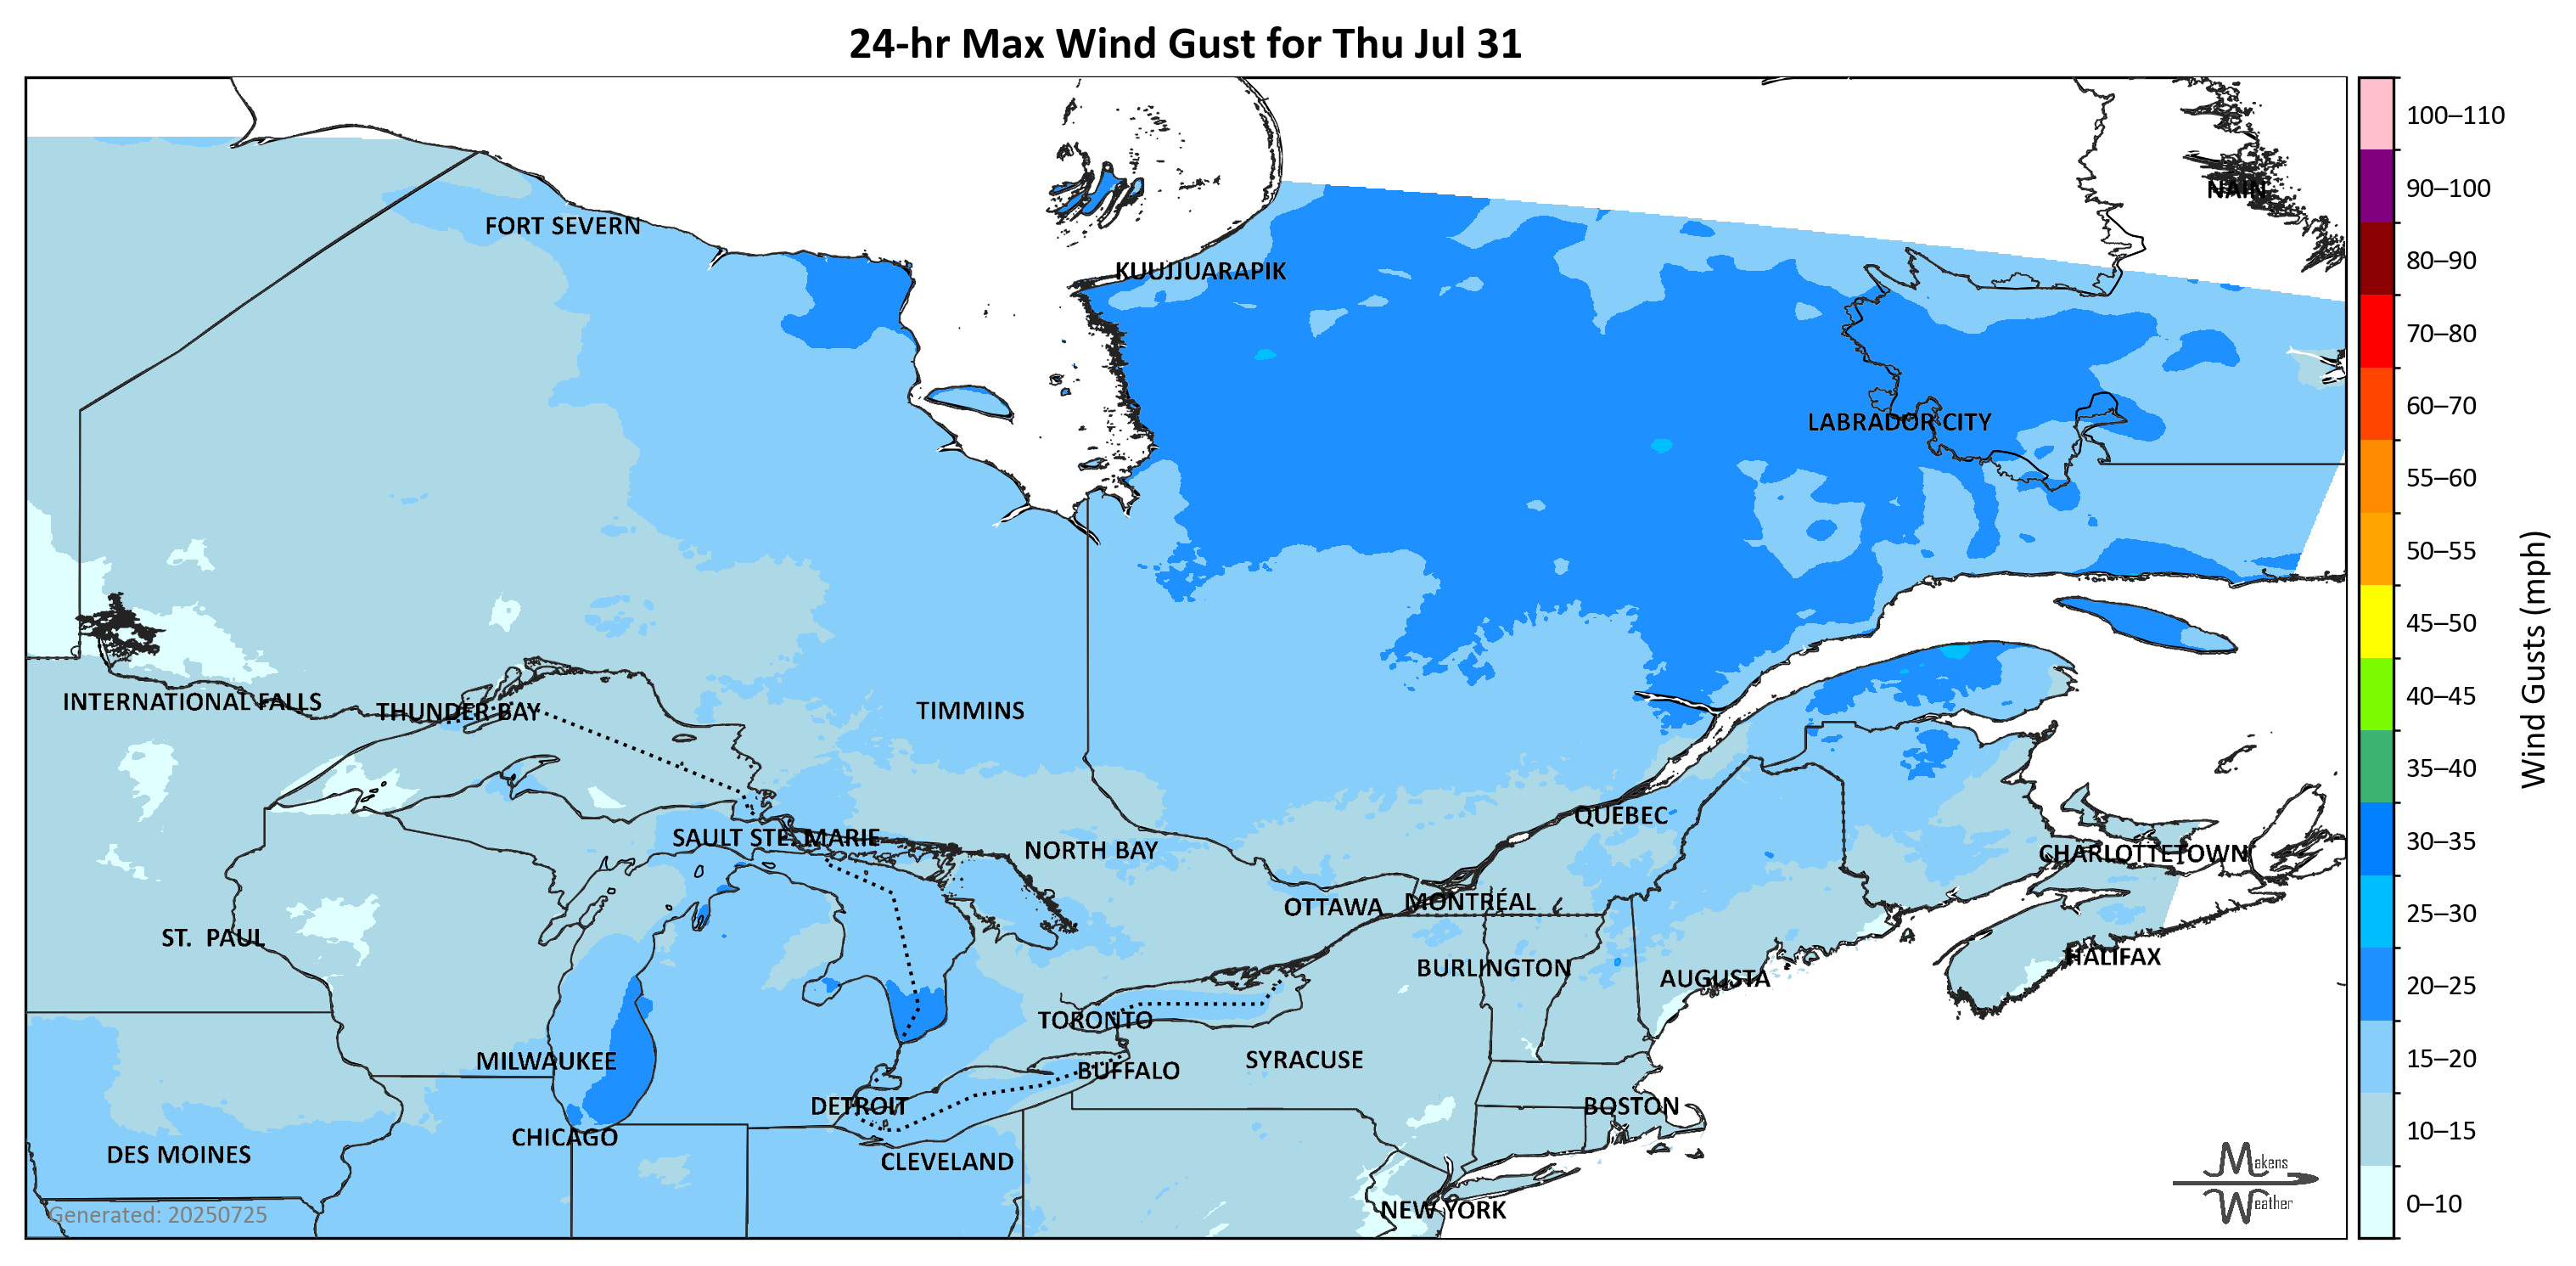 24-hr Max Wind Gust for Thu Jul 31
100–110
90–100
80–90
70–80
60–70
55–60
50–55
45–50
40–45
35–40
30–35
25–30
20–25
15–20
10–15
0–10
Wind Gusts (mph)
NAIN
FORT SEVERN
KUUJJUARAPIK
LABRADOR CITY
INTERNATIONAL FALLS
THUNDER BAY
TIMMINS
QUEBEC
SAULT STE. MARIE
NORTH BAY
CHARLOTTETOWN
OTTAWA
MONTRÉAL
ST. PAUL
HALIFAX
BURLINGTON
AUGUSTA
TORONTO
MILWAUKEE
SYRACUSE
BUFFALO
DETROIT
BOSTON
CHICAGO
DES MOINES
CLEVELAND
NEW YORK
Generated: 20250725
Makens
Weather